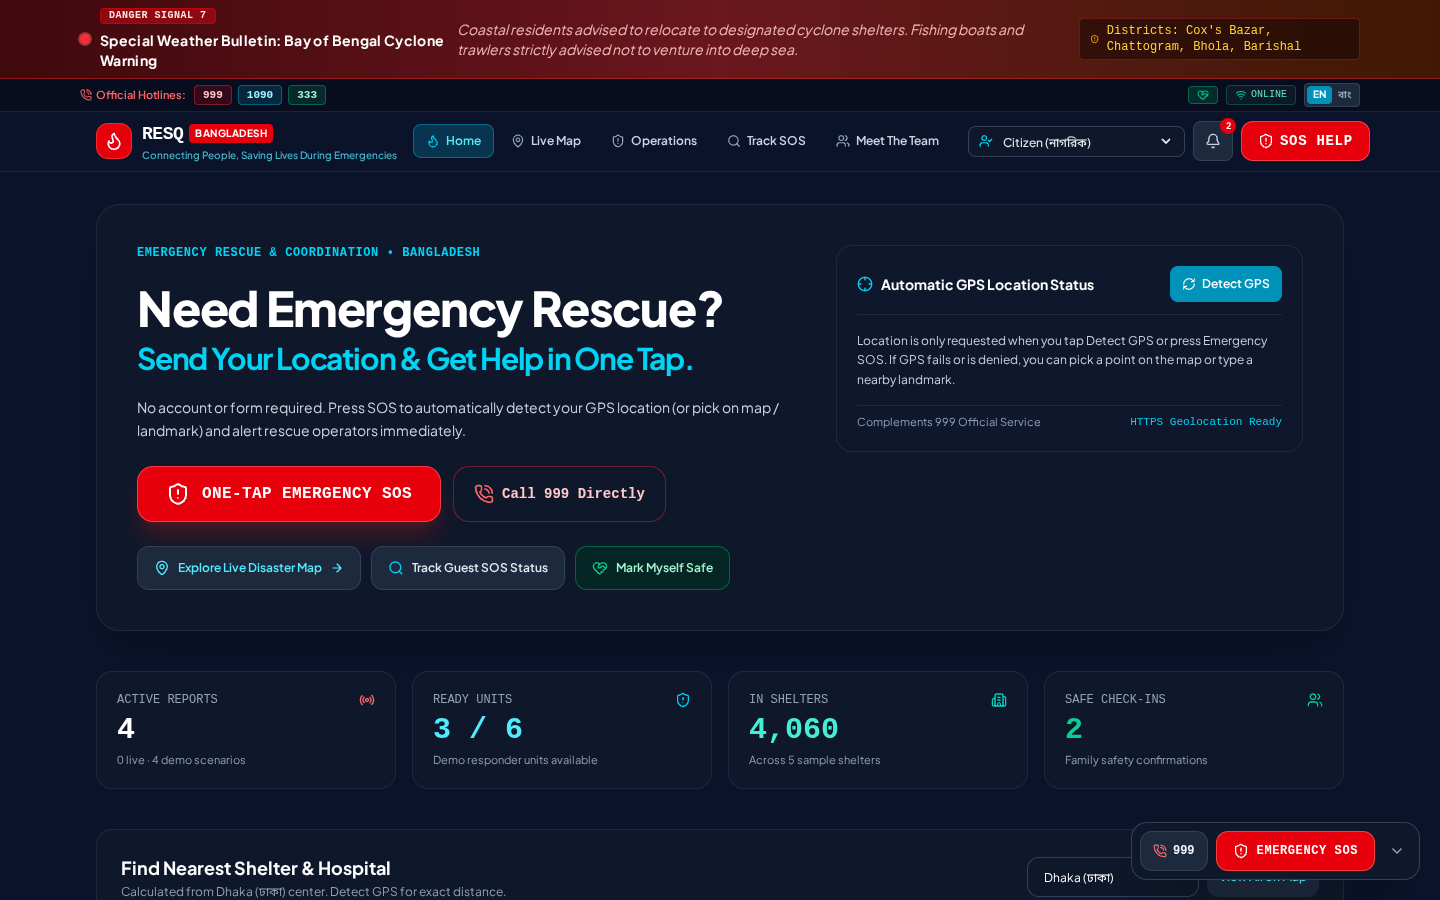 DANGER SIGNAL 7
Special Weather Bulletin: Bay of Bengal Cyclone
Warning
Coastal residents advised to relocate to designated cyclone shelters. Fishing boats and
trawlers strictly advised not to venture into deep sea.
Districts: Cox's Bazar,
Chattogram, Bhola, Barishal
Official Hotlines: 999 1090 333
ONLINE EN বাং
RESQ BANGLADESH
Connecting People, Saving Lives During Emergencies
Home Live Map Operations Track SOS Meet The Team
Citizen (নাগরিক)
2
SOS HELP
EMERGENCY RESCUE & COORDINATION • BANGLADESH
Need Emergency Rescue?
Send Your Location & Get Help in One Tap.
No account or form required. Press SOS to automatically detect your GPS location (or pick on map /
landmark) and alert rescue operators immediately.
ONE-TAP EMERGENCY SOS
Call 999 Directly
Explore Live Disaster Map
Track Guest SOS Status
Mark Myself Safe
Automatic GPS Location Status
Detect GPS
Location is only requested when you tap Detect GPS or press Emergency
SOS. If GPS fails or is denied, you can pick a point on the map or type a
nearby landmark.
Complements 999 Official Service
HTTPS Geolocation Ready
ACTIVE REPORTS
4
0 live · 4 demo scenarios
READY UNITS
3 / 6
Demo responder units available
IN SHELTERS
4,060
Across 5 sample shelters
SAFE CHECK-INS
2
Family safety confirmations
Find Nearest Shelter & Hospital
Calculated from Dhaka (ঢাকা) center. Detect GPS for exact distance.
Dhaka (ঢাকা)
999
EMERGENCY SOS